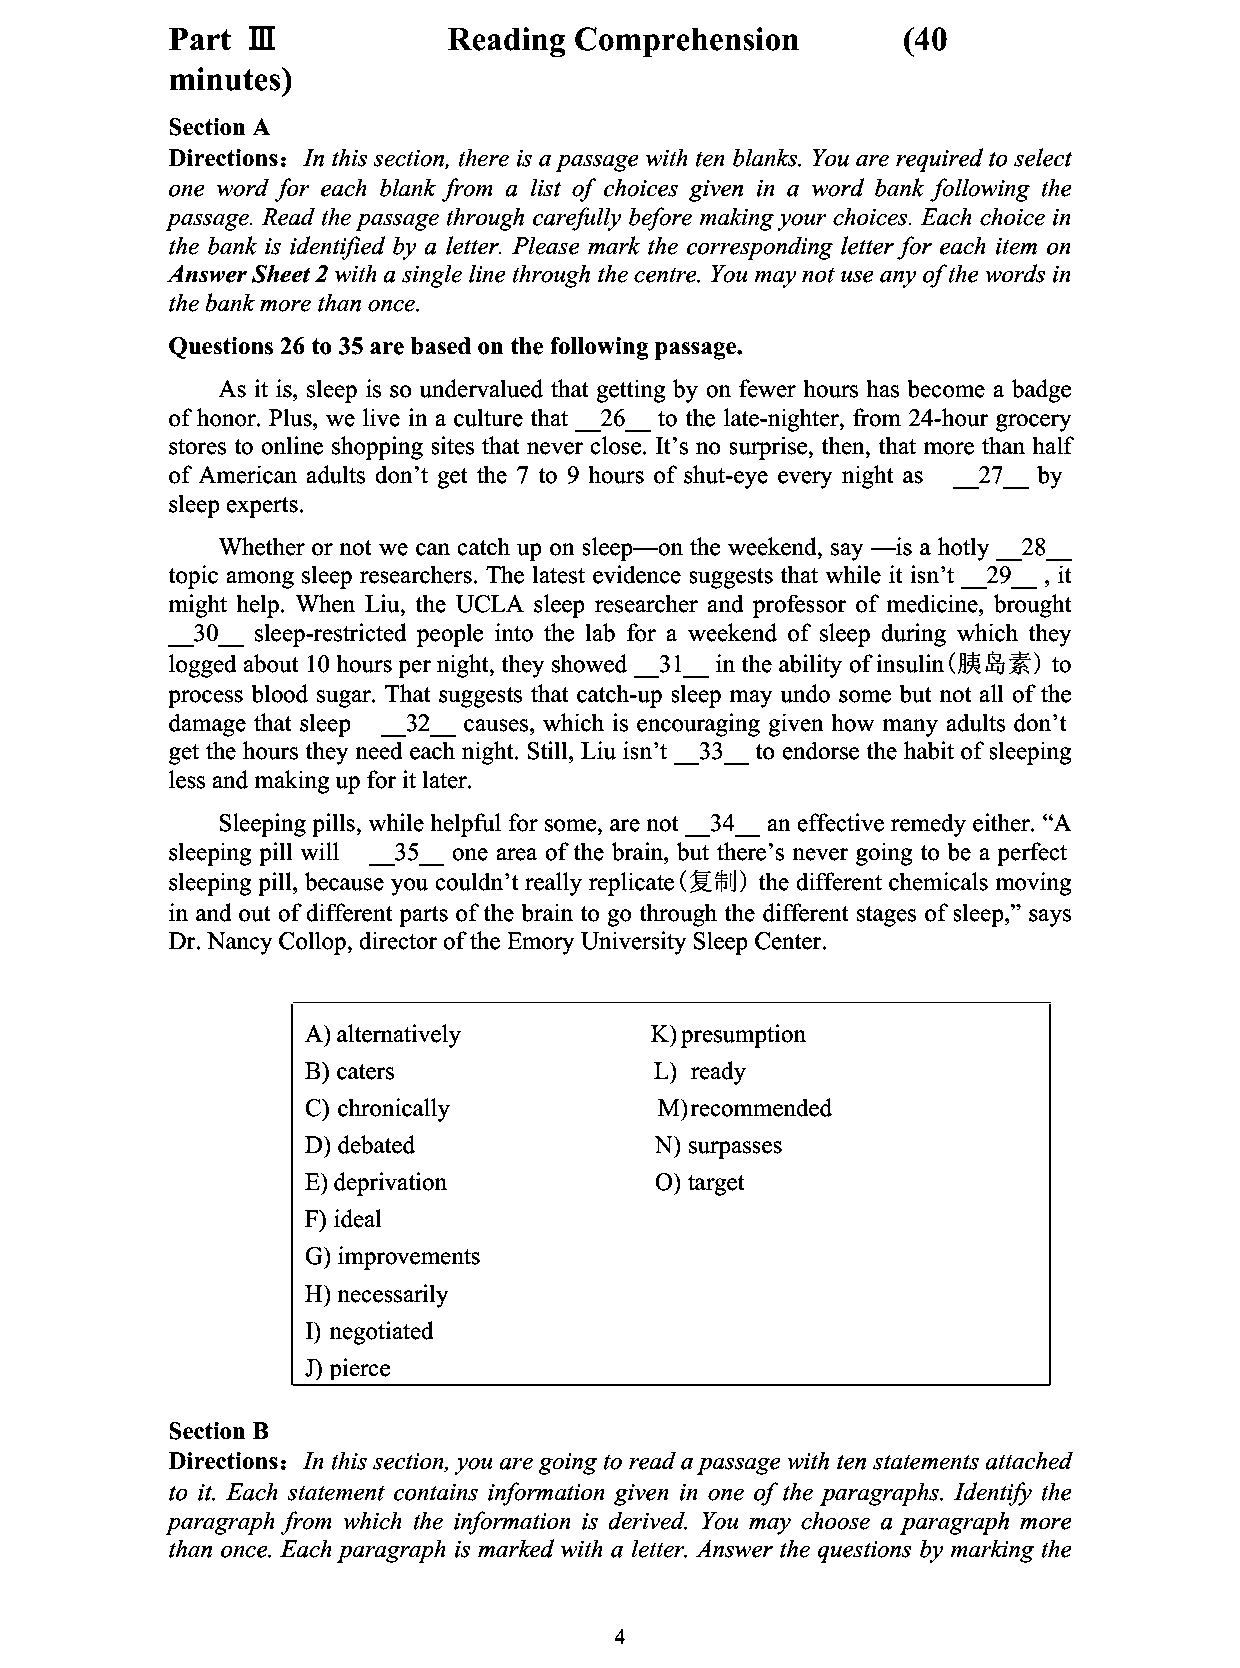 Part Ⅲ Reading Comprehension (40
minutes)
Section A
Directions：In this section, there is a passage with ten blanks. You are required to select
one word for each blank from a list of choices given in a word bank following the
passage. Read the passage through carefully before making your choices. Each choice in
the bank is identified by a letter. Please mark the corresponding letter for each item on
Answer Sheet 2 with a single line through the centre. You may not use any of the words in
the bank more than once.
Questions 26 to 35 are based on the following passage.
As it is, sleep is so undervalued that getting by on fewer hours has become a badge
of honor. Plus, we live in a culture that __26__ to the late-nighter, from 24-hour grocery
stores to online shopping sites that never close. It’s no surprise, then, that more than half
of American adults don’t get the 7 to 9 hours of shut-eye every night as __27__ by
sleep experts.
Whether or not we can catch up on sleep—on the weekend, say —is a hotly __28__
topic among sleep researchers. The latest evidence suggests that while it isn’t __29__ , it
might help. When Liu, the UCLA sleep researcher and professor of medicine, brought
__30__ sleep-restricted people into the lab for a weekend of sleep during which they
logged about 10 hours per night, they showed __31__ in the ability of insulin（胰岛素）to
process blood sugar. That suggests that catch-up sleep may undo some but not all of the
damage that sleep __32__ causes, which is encouraging given how many adults don’t
get the hours they need each night. Still, Liu isn’t __33__ to endorse the habit of sleeping
less and making up for it later.
Sleeping pills, while helpful for some, are not __34__ an effective remedy either. “A
sleeping pill will __35__ one area of the brain, but there’s never going to be a perfect
sleeping pill, because you couldn’t really replicate（复制）the different chemicals moving
in and out of different parts of the brain to go through the different stages of sleep,” says
Dr. Nancy Collop, director of the Emory University Sleep Center.
A) alternatively K) presumption
B) caters L) ready
C) chronically M)recommended
D) debated N) surpasses
E) deprivation O) target
F) ideal
G) improvements
H) necessarily
I) negotiated
J) pierce
Section B
Directions：In this section, you are going to read a passage with ten statements attached
to it. Each statement contains information given in one of the paragraphs. Identify the
paragraph from which the information is derived. You may choose a paragraph more
than once. Each paragraph is marked with a letter. Answer the questions by marking the
4